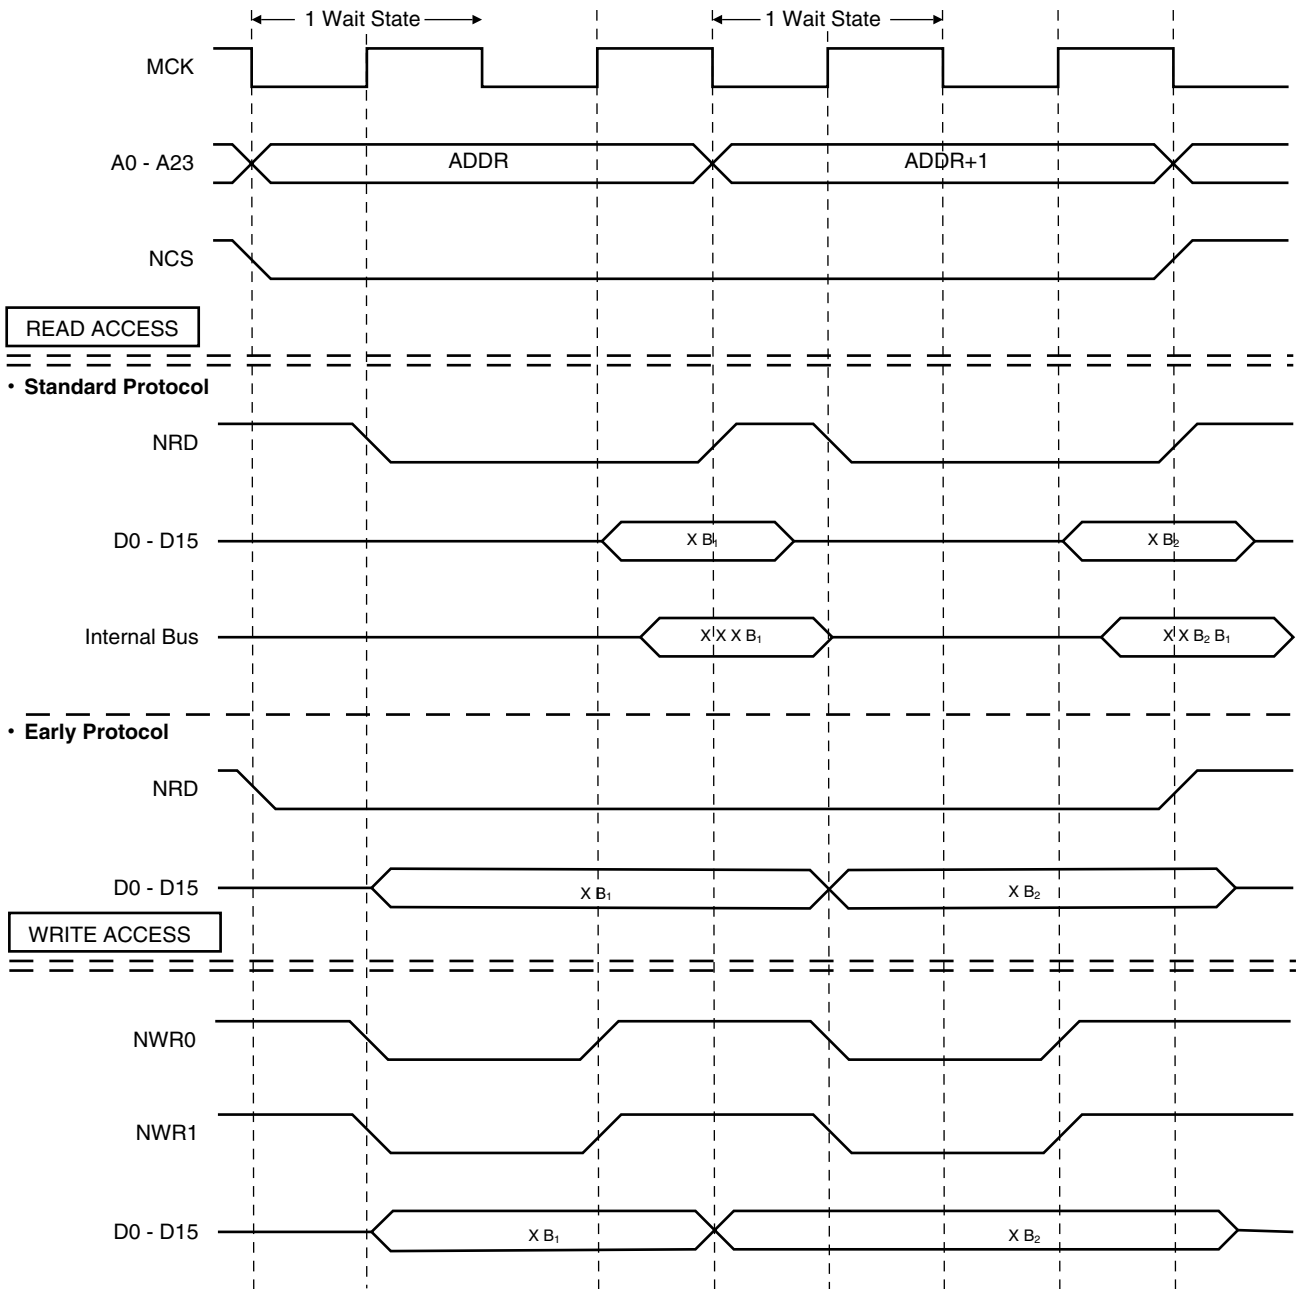 1 Wait State 1 Wait State
MCK
A0 - A23 ADDR ADDR+1
NCS
READ ACCESS
• Standard Protocol
NRD
D0 - D15 X B₁ X B₂
Internal Bus X X X B₁ X X B₂ B₁
• Early Protocol
NRD
D0 - D15 X B₁ X B₂
WRITE ACCESS
NWR0
NWR1
D0 - D15 X B₁ X B₂